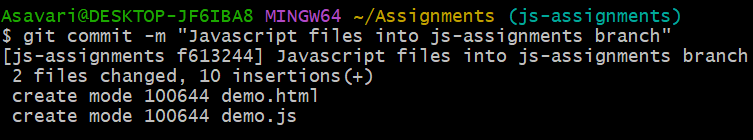 Asavari@DESKTOP-JF6IBA8 MINGW64 ~/Assignments (js-assignments)
$ git commit -m "Javascript files into js-assignments branch"
[js-assignments f613244] Javascript files into js-assignments branch
 2 files changed, 10 insertions(+)
 create mode 100644 demo.html
 create mode 100644 demo.js